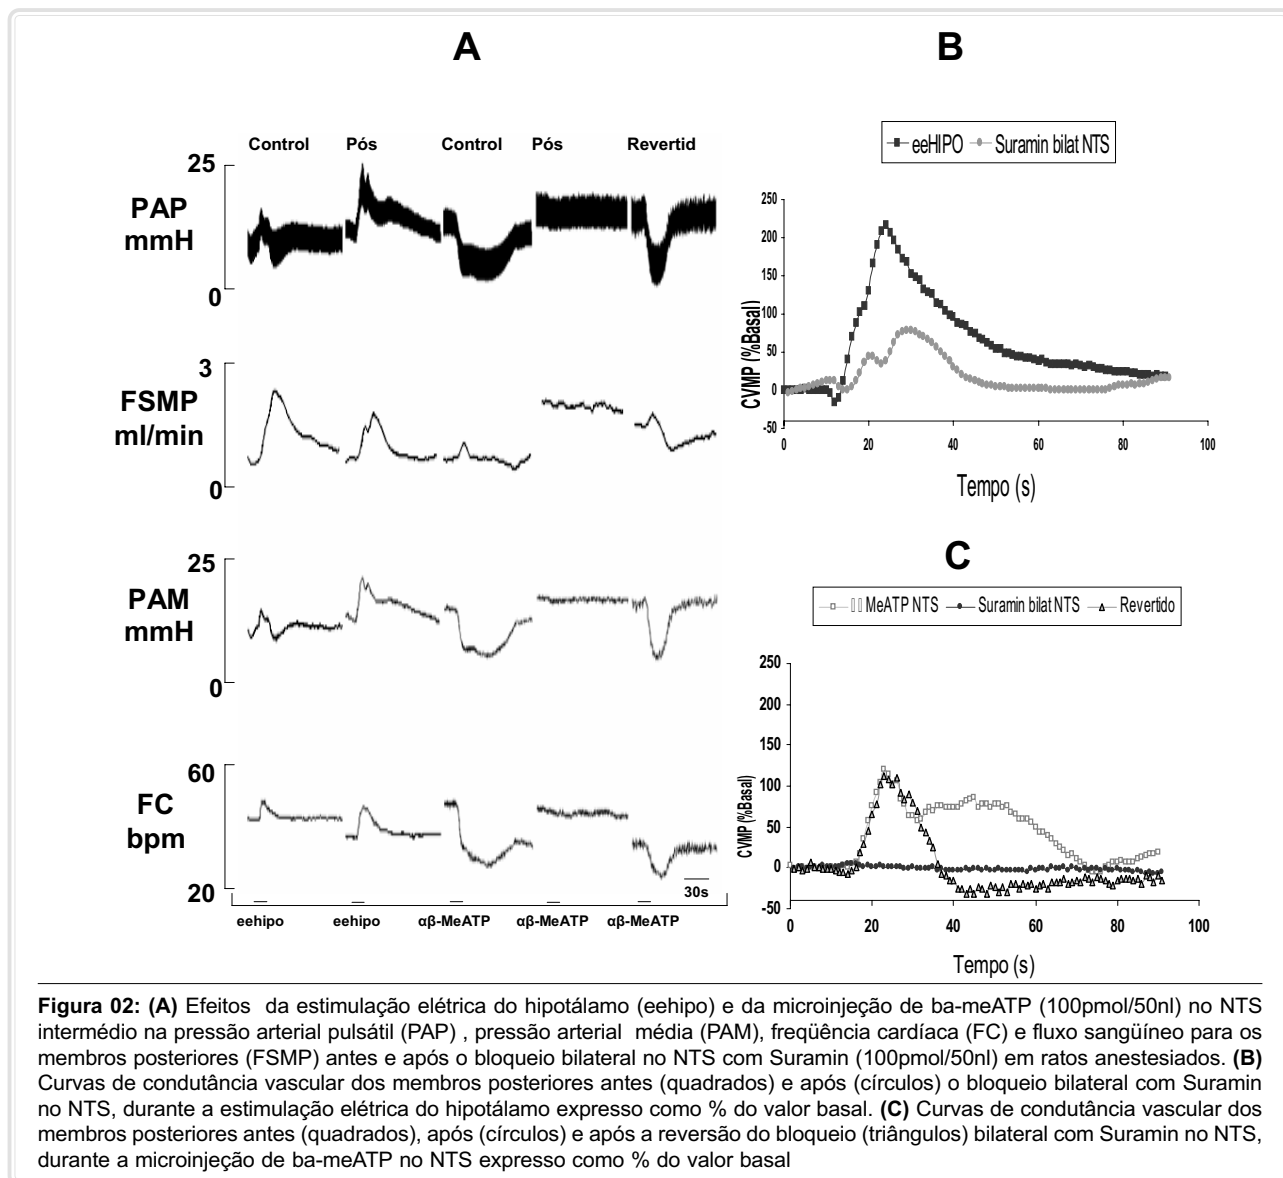 A
B
Control Pós Control Pós Revertid
25
PAP
mmH
0
3
FSMP
ml/min
0
25
PAM
mmH
0
60
FC
bpm
20
30s
eehipo eehipo αβ-MeATP αβ-MeATP αβ-MeATP
eeHIPO Suramin bilat NTS
250
200
150
100
50
0
-50
CVMP (%Basal)
0 20 40 60 80 100
Tempo (s)
C
MeATP NTS Suramin bilat NTS Revertido
250
200
150
100
50
0
-50
CVMP (%Basal)
0 20 40 60 80 100
Tempo (s)
Figura 02: (A) Efeitos da estimulação elétrica do hipotálamo (eehipo) e da microinjeção de ba-meATP (100pmol/50nl) no NTS
intermédio na pressão arterial pulsátil (PAP) , pressão arterial média (PAM), freqüência cardíaca (FC) e fluxo sangüíneo para os
membros posteriores (FSMP) antes e após o bloqueio bilateral no NTS com Suramin (100pmol/50nl) em ratos anestesiados. (B)
Curvas de condutância vascular dos membros posteriores antes (quadrados) e após (círculos) o bloqueio bilateral com Suramin
no NTS, durante a estimulação elétrica do hipotálamo expresso como % do valor basal. (C) Curvas de condutância vascular dos
membros posteriores antes (quadrados), após (círculos) e após a reversão do bloqueio (triângulos) bilateral com Suramin no NTS,
durante a microinjeção de ba-meATP no NTS expresso como % do valor basal